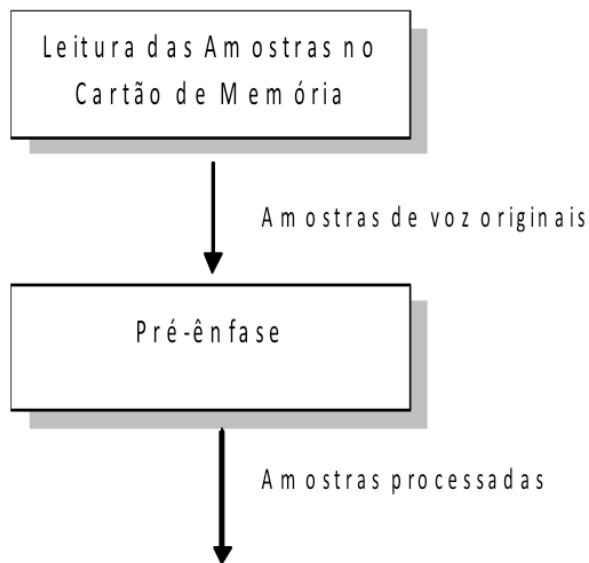 Leitura das Amostras no
Cartão de Memória
Amostras de voz originais
Pré-ênfase
Amostras processadas